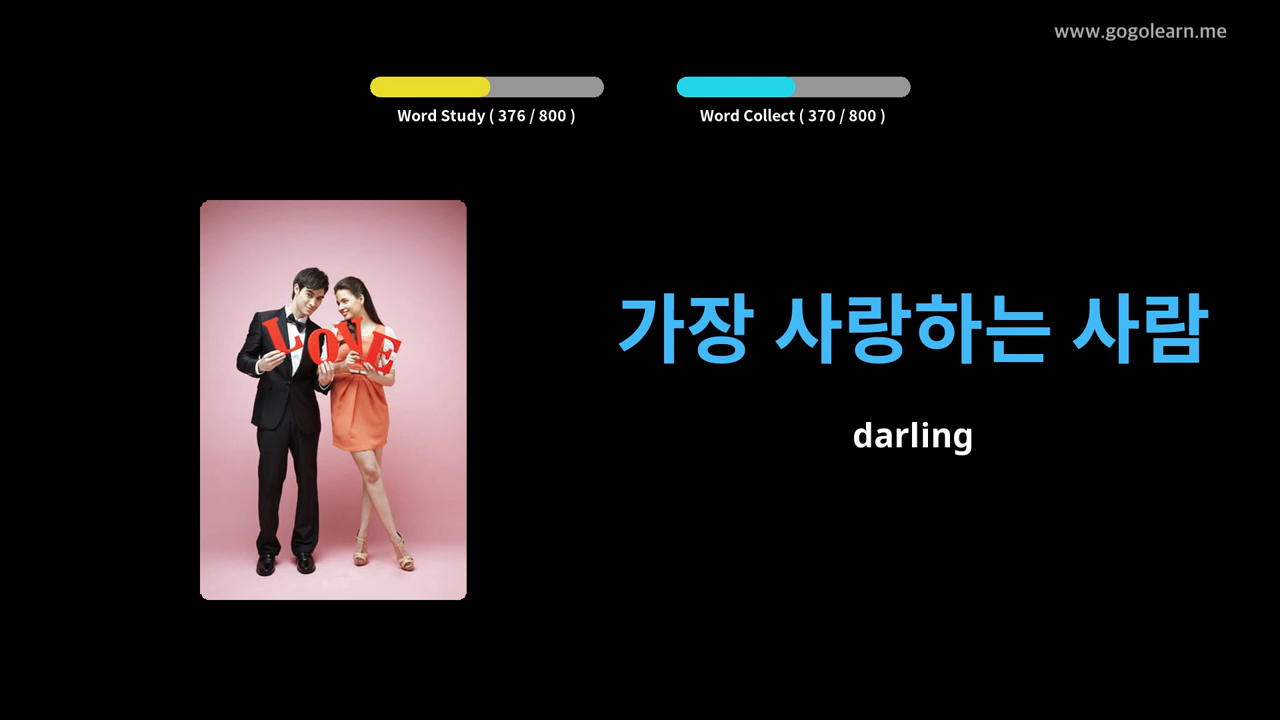 www.gogolearn.me
Word Study ( 376 / 800 )
Word Collect ( 370 / 800 )
LOVE
가장 사랑하는 사람
darling